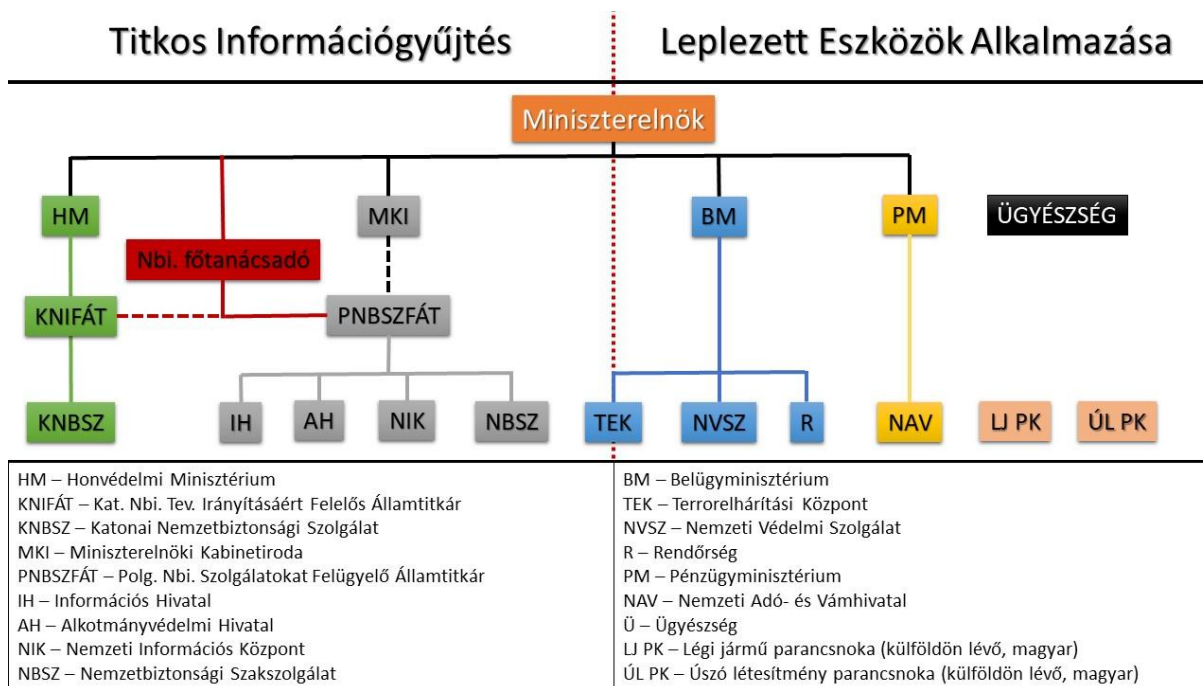 Titkos Információgyűjtés
Leplezett Eszközök Alkalmazása
Miniszterelnök
HM
MKI
BM
PM
ÜGYÉSZSÉG
Nbi. főtanácsadó
KNIFÁT
PNBSZFÁT
KNBSZ
IH
AH
NIK
NBSZ
TEK
NVSZ
R
NAV
LJ PK
ÚL PK
HM – Honvédelmi Minisztérium
KNIFÁT – Kat. Nbi. Tev. Irányításáért Felelős Államtitkár
KNBSZ – Katonai Nemzetbiztonsági Szolgálat
MKI – Miniszterelnöki Kabinetiroda
PNBSZFÁT – Polg. Nbi. Szolgálatokat Felügyelő Államtitkár
IH – Információs Hivatal
AH – Alkotmányvédelmi Hivatal
NIK – Nemzeti Információs Központ
NBSZ – Nemzetbiztonsági Szakszolgálat
BM – Belügyminisztérium
TEK – Terrorelhárítási Központ
NVSZ – Nemzeti Védelmi Szolgálat
R – Rendőrség
PM – Pénzügyminisztérium
NAV – Nemzeti Adó- és Vámhivatal
Ü – Ügyészség
LJ PK – Légi jármű parancsnoka (külföldön lévő, magyar)
ÚL PK – Úszó létesítmény parancsnoka (külföldön lévő, magyar)